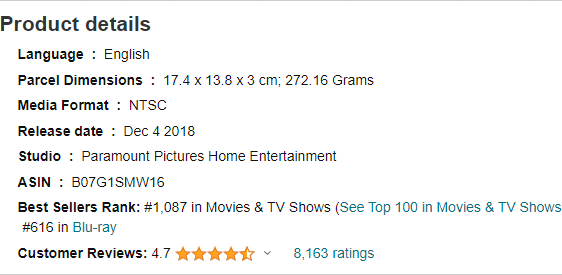 Product details
Language : English
Parcel Dimensions : 17.4 x 13.8 x 3 cm; 272.16 Grams
Media Format : NTSC
Release date : Dec 4 2018
Studio : Paramount Pictures Home Entertainment
ASIN : B07G1SMW16
Best Sellers Rank: #1,087 in Movies & TV Shows (See Top 100 in Movies & TV Shows
#616 in Blu-ray
Customer Reviews: 4.7 8,163 ratings